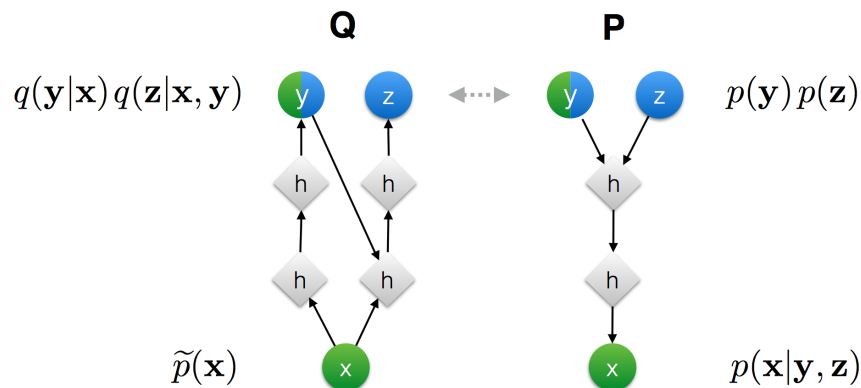 Q P
q(y|x) q(z|x, y) y z y z p(y) p(z)
h h h
h h h
p̃(x) x x p(x|y, z)